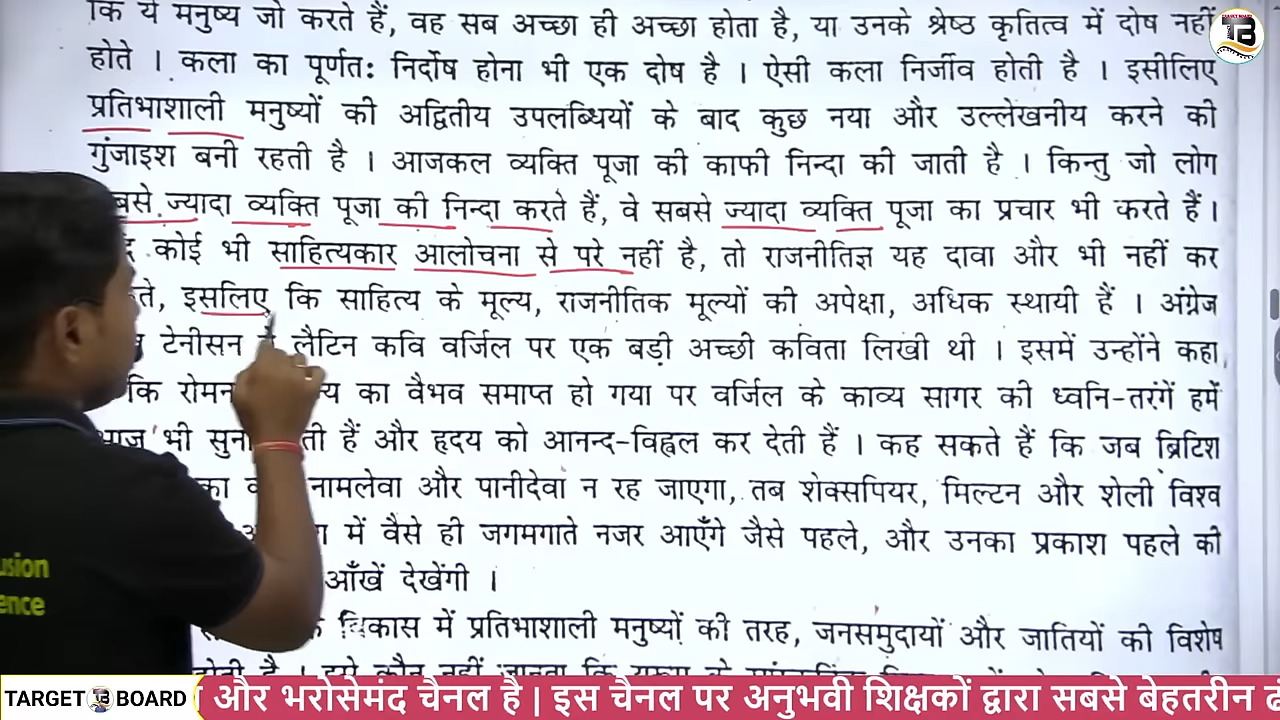 कि ये मनुष्य जो करते हैं, वह सब अच्छा ही अच्छा होता है, या उनके श्रेष्ठ कृतित्व में दोष नहीं
होते । कला का पूर्णतः निर्दोष होना भी एक दोष है । ऐसी कला निर्जीव होती है । इसीलिए
प्रतिभाशाली मनुष्यों की अद्वितीय उपलब्धियों के बाद कुछ नया और उल्लेखनीय करने की
गुंजाइश बनी रहती है । आजकल व्यक्ति पूजा की काफी निन्दा की जाती है । किन्तु जो लोग
ज्यादा व्यक्ति पूजा की निन्दा करते हैं, वे सबसे ज्यादा व्यक्ति पूजा का प्रचार भी करते हैं ।
कोई भी साहित्यकार आलोचना से परे नहीं है, तो राजनीतिज्ञ यह दावा और भी नहीं कर
इसलिए कि साहित्य के मूल्य, राजनीतिक मूल्यों की अपेक्षा, अधिक स्थायी हैं । अंग्रेज
टेनीसन लैटिन कवि वर्जिल पर एक बड़ी अच्छी कविता लिखी थी । इसमें उन्होंने कहा
कि रोमन का वैभव समाप्त हो गया पर वर्जिल के काव्य सागर की ध्वनि-तरंगें हमें
भी हैं और हृदय को आनन्द-विह्वल कर देती हैं । कह सकते हैं कि जब ब्रिटिश
नामलेवा और पानीदेवा न रह जाएगा, तब शेक्सपियर, मिल्टन और शेली विश्व
में वैसे ही जगमगाते नजर आएँगे जैसे पहले, और उनका प्रकाश पहले की
आँखें देखेंगी ।
विकास में प्रतिभाशाली मनुष्यों की तरह, जनसमुदायों और जातियों की विशेष
TARGET TB BOARD
और भरोसेमंद चैनल है | इस चैनल पर अनुभवी शिक्षकों द्वारा सबसे बेहतरीन